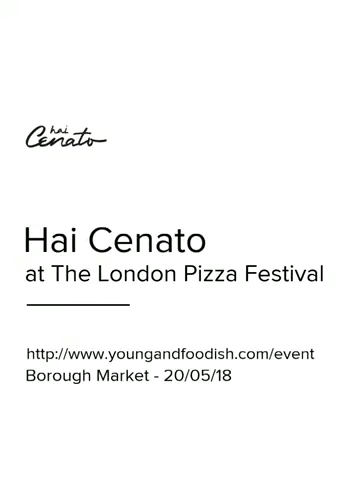 hai
Cenato
Hai Cenato
at The London Pizza Festival
http://www.youngandfoodish.com/event
Borough Market - 20/05/18